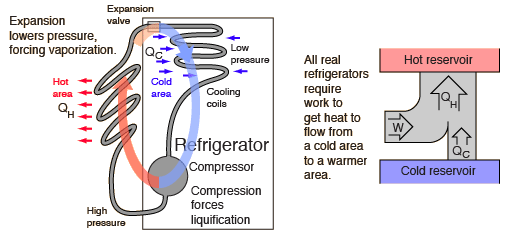 Expansion
valve
Expansion
lowers pressure,
forcing vaporization.
QC
Low
pressure
Hot
area
QH
Cold
area
Cooling
coils
Refrigerator
Compressor
Compression
forces
liquification
High
pressure
All real
refrigerators
require
work to
get heat to
flow from
a cold area
to a warmer
area.
Hot reservoir
QH
W
QC
Cold reservoir